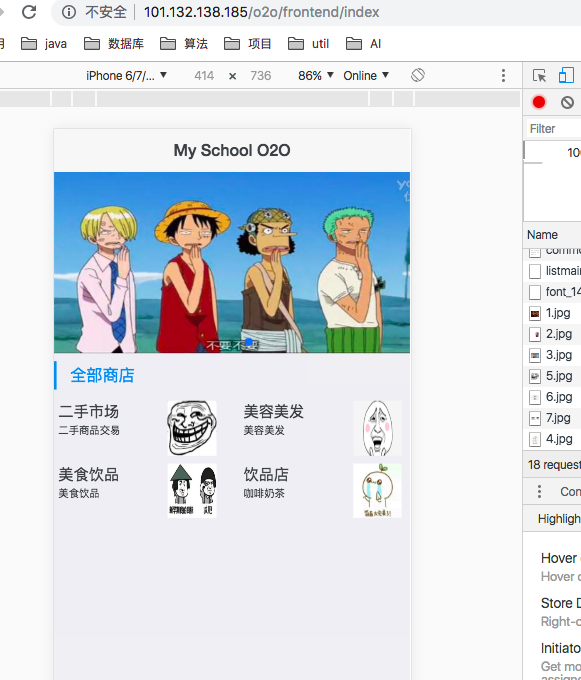 不安全 101.132.138.185/o2o/frontend/index
java 数据库 算法 项目 util AI
iPhone 6/7/... ▼ 414 × 736 86% ▼ Online ▼
Filter
My School O2O
不要不要
全部商店
二手市场
二手商品交易
美容美发
美容美发
美食饮品
美食饮品
饮品店
咖啡奶茶
Name
listmain
font_14
1.jpg
2.jpg
3.jpg
5.jpg
6.jpg
7.jpg
4.jpg
18 request
Con
Highligh
Hover
Hover
Store D
Right-c
Initiato
Get mo